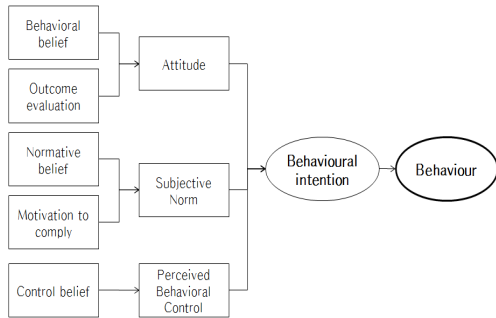 Behavioral
belief
Outcome
evaluation
Attitude
Normative
belief
Motivation to
comply
Subjective
Norm
Control belief
Perceived
Behavioral
Control
Behavioural
intention
Behaviour